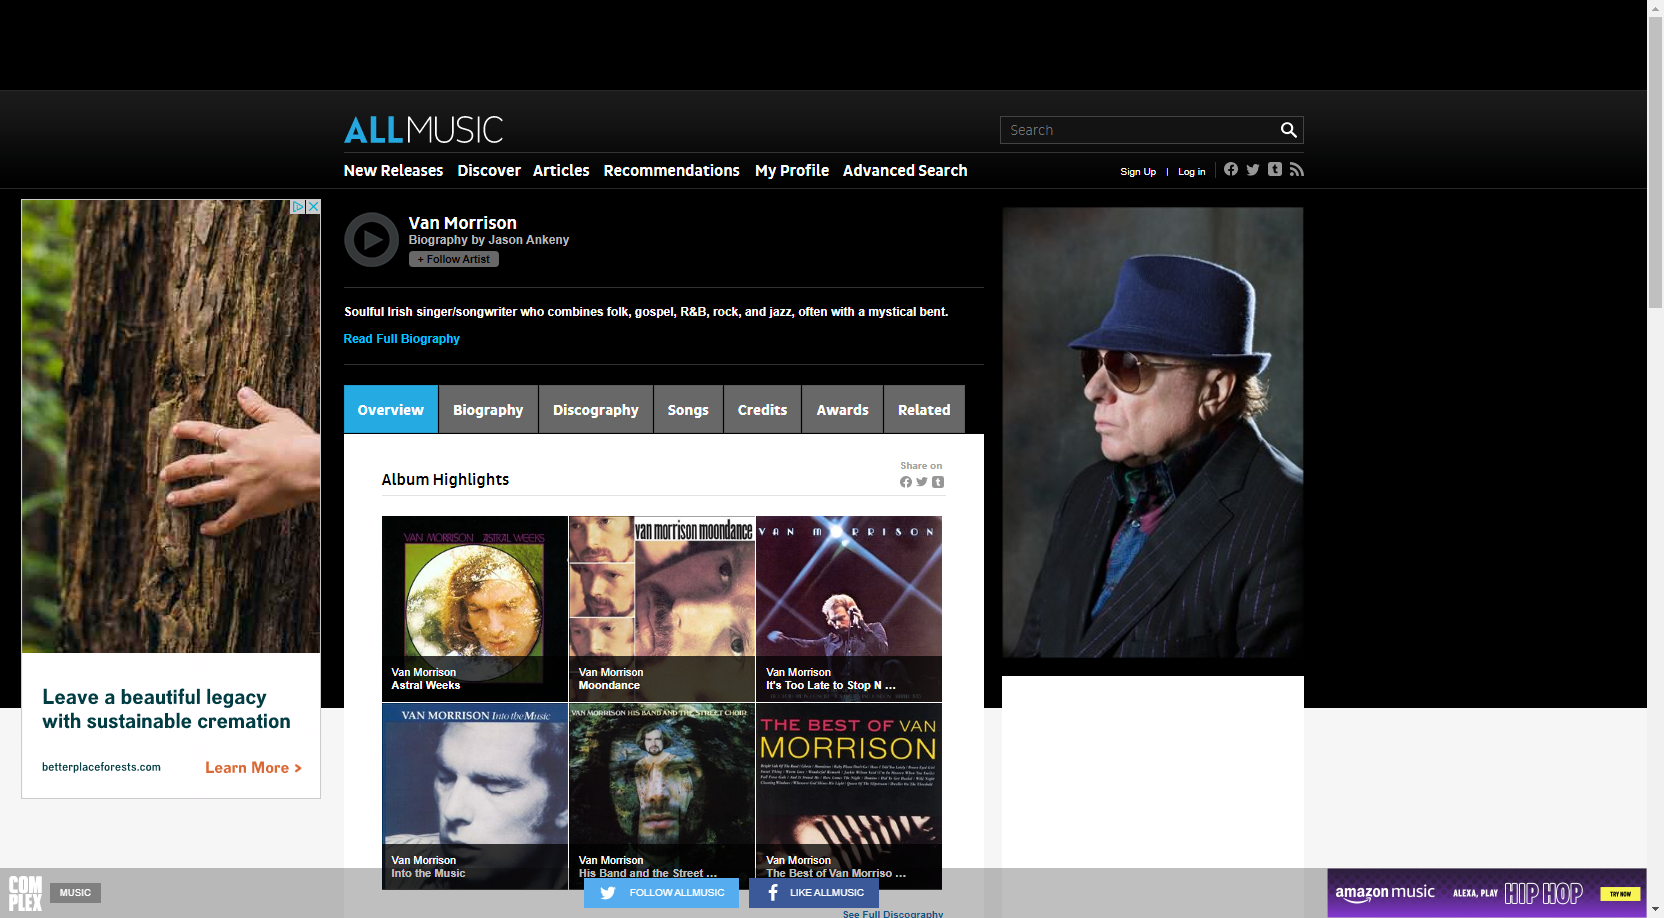 ALLMUSIC
Search
New Releases Discover Articles Recommendations My Profile Advanced Search
Sign Up | Log in
Van Morrison
Biography by Jason Ankeny
+ Follow Artist
Soulful Irish singer/songwriter who combines folk, gospel, R&B, rock, and jazz, often with a mystical bent.
Read Full Biography
Overview Biography Discography Songs Credits Awards Related
Share on
Album Highlights
VAN MORRISON ASTRAL WEEKS
Van Morrison
Astral Weeks
van morrison moondance
Van Morrison
Moondance
VAN MORRISON
Van Morrison
It's Too Late to Stop N ...
VAN MORRISON Into the Music
Van Morrison
Into the Music
VAN MORRISON HIS BAND AND THE STREET CHOIR
Van Morrison
His Band and the Street ...
THE BEST OF VAN
MORRISON
Van Morrison
The Best of Van Morriso ...
See Full Discography
Leave a beautiful legacy
with sustainable cremation
betterplaceforests.com
Learn More >
COM
PLEX
MUSIC
FOLLOW ALLMUSIC
LIKE ALLMUSIC
amazon music
ALEXA, PLAY
HIP HOP
TRY NOW